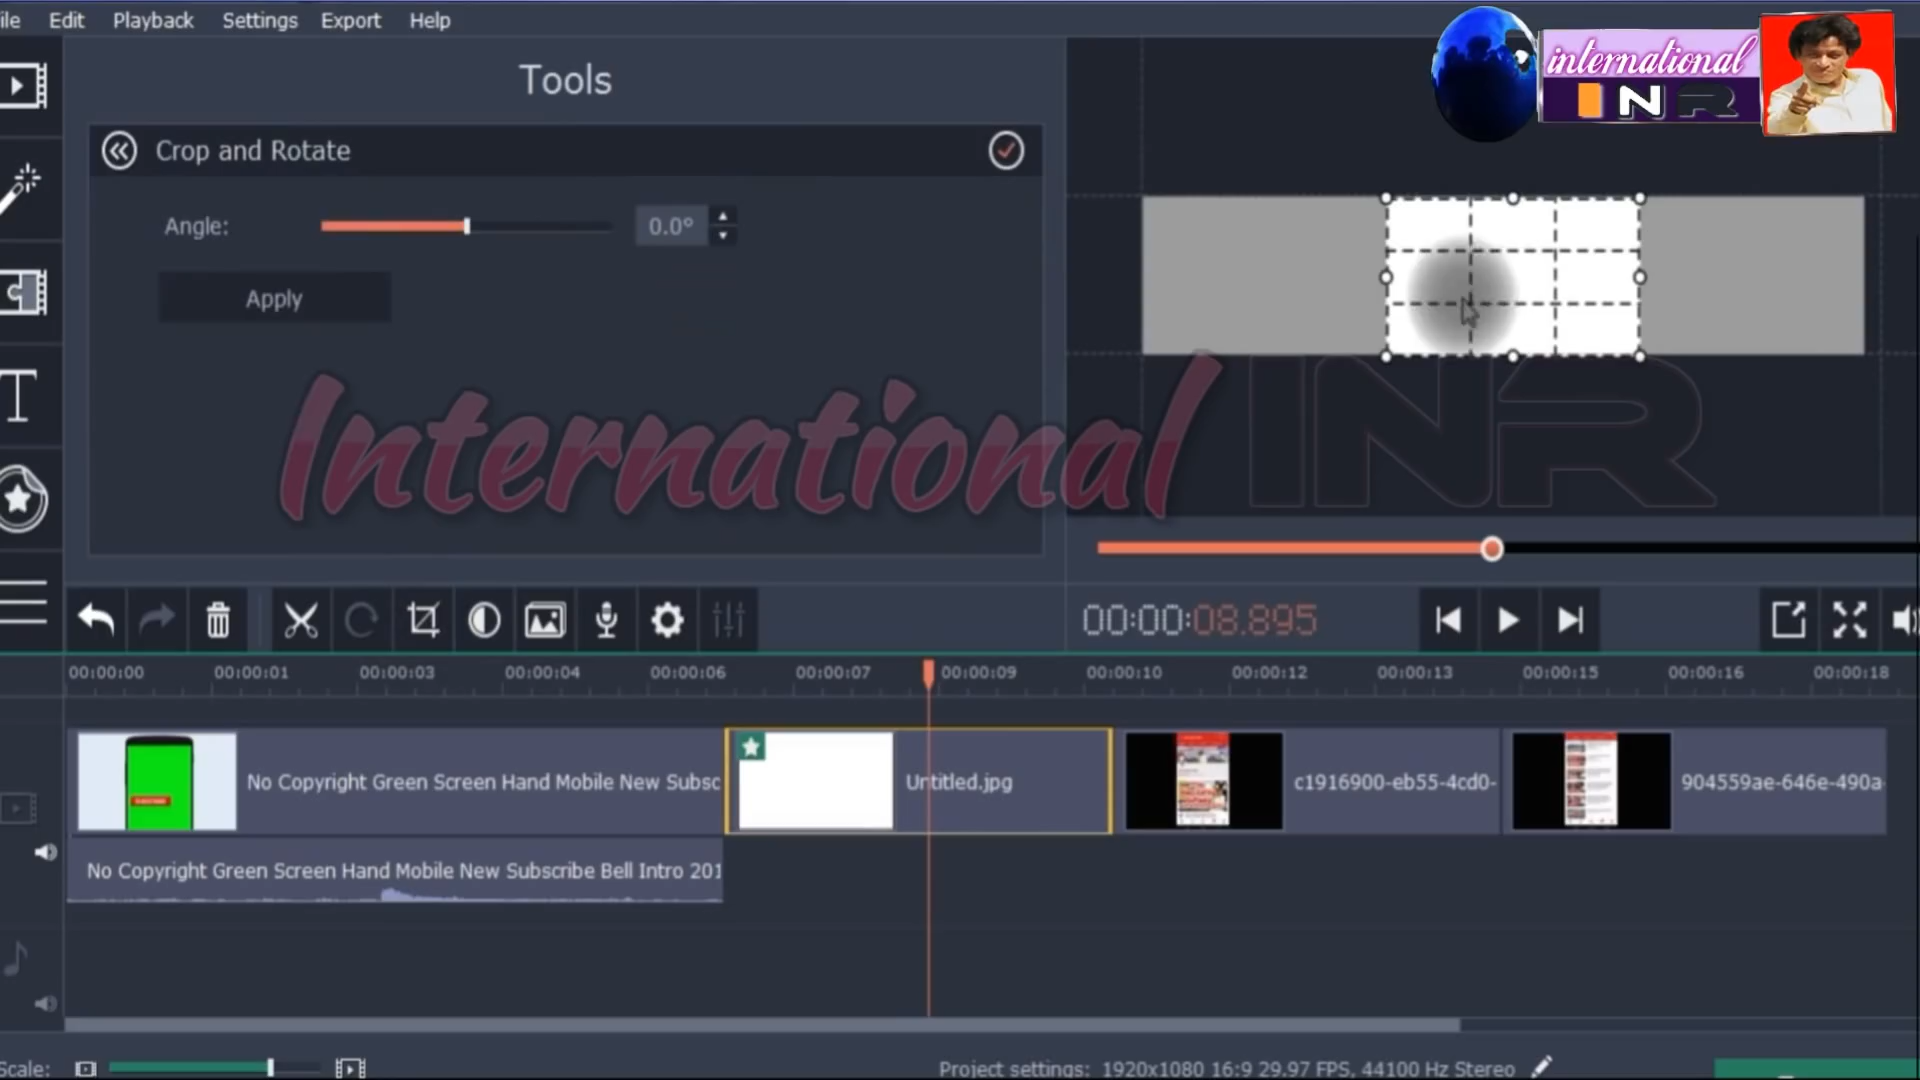 ile Edit Playback Settings Export Help
international
INR
Tools
Crop and Rotate
Angle: 0.0°
Apply
International INR
00:00:08.895
00:00:00 00:00:01 00:00:03 00:00:04 00:00:06 00:00:07 00:00:09 00:00:10 00:00:12 00:00:13 00:00:15 00:00:16 00:00:18
No Copyright Green Screen Hand Mobile New Subsc
Untitled.jpg
c1916900-eb55-4cd0-
904559ae-646e-490a-
No Copyright Green Screen Hand Mobile New Subscribe Bell Intro 201
Scale:
Project settings: 1920x1080 16:9 29.97 FPS, 44100 Hz Stereo